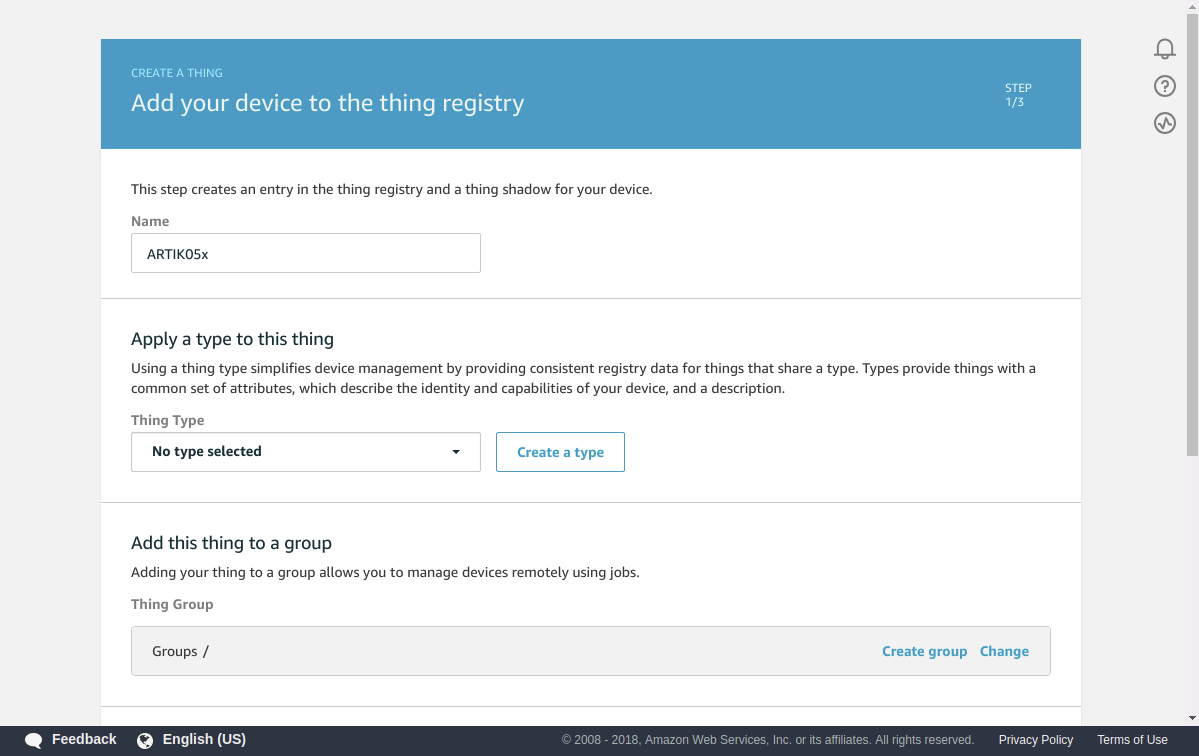 CREATE A THING
Add your device to the thing registry
STEP
1/3
This step creates an entry in the thing registry and a thing shadow for your device.
Name
ARTIK05x
Apply a type to this thing
Using a thing type simplifies device management by providing consistent registry data for things that share a type. Types provide things with a
common set of attributes, which describe the identity and capabilities of your device, and a description.
Thing Type
No type selected
Create a type
Add this thing to a group
Adding your thing to a group allows you to manage devices remotely using jobs.
Thing Group
Groups /
Create group
Change
Feedback
English (US)
© 2008 - 2018, Amazon Web Services, Inc. or its affiliates. All rights reserved.
Privacy Policy
Terms of Use